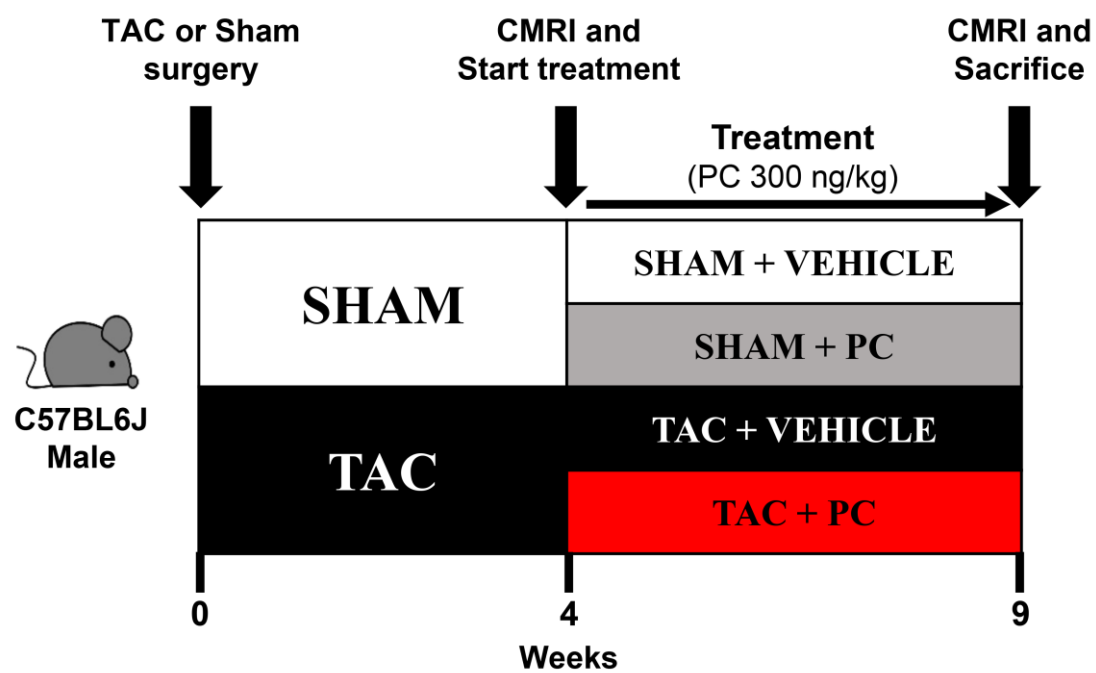 TAC or Sham
surgery
CMRI and
Start treatment
CMRI and
Sacrifice
Treatment
(PC 300 ng/kg)
SHAM
SHAM + VEHICLE
SHAM + PC
C57BL6J
Male
TAC
TAC + VEHICLE
TAC + PC
0
4
9
Weeks